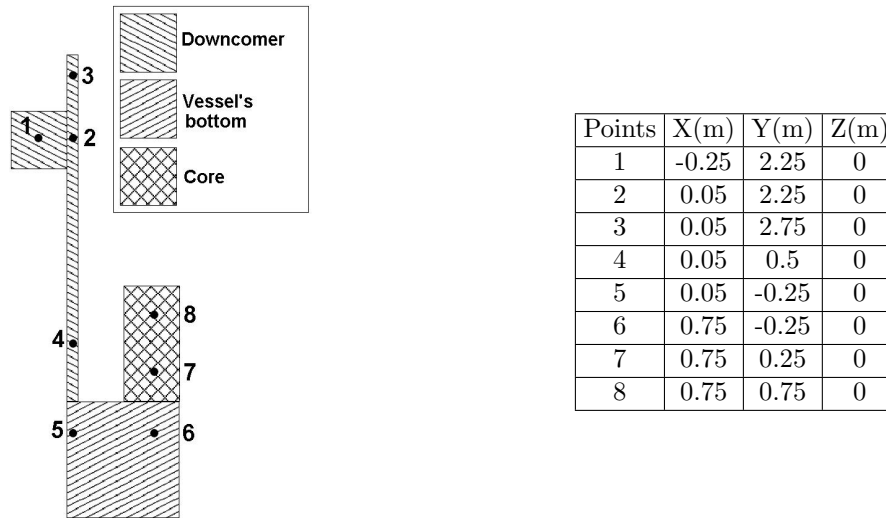 Downcomer
Vessel's
bottom
Core
3
1
2
8
4
7
5
6
Points X(m) Y(m) Z(m)
1 -0.25 2.25 0
2 0.05 2.25 0
3 0.05 2.75 0
4 0.05 0.5 0
5 0.05 -0.25 0
6 0.75 -0.25 0
7 0.75 0.25 0
8 0.75 0.75 0